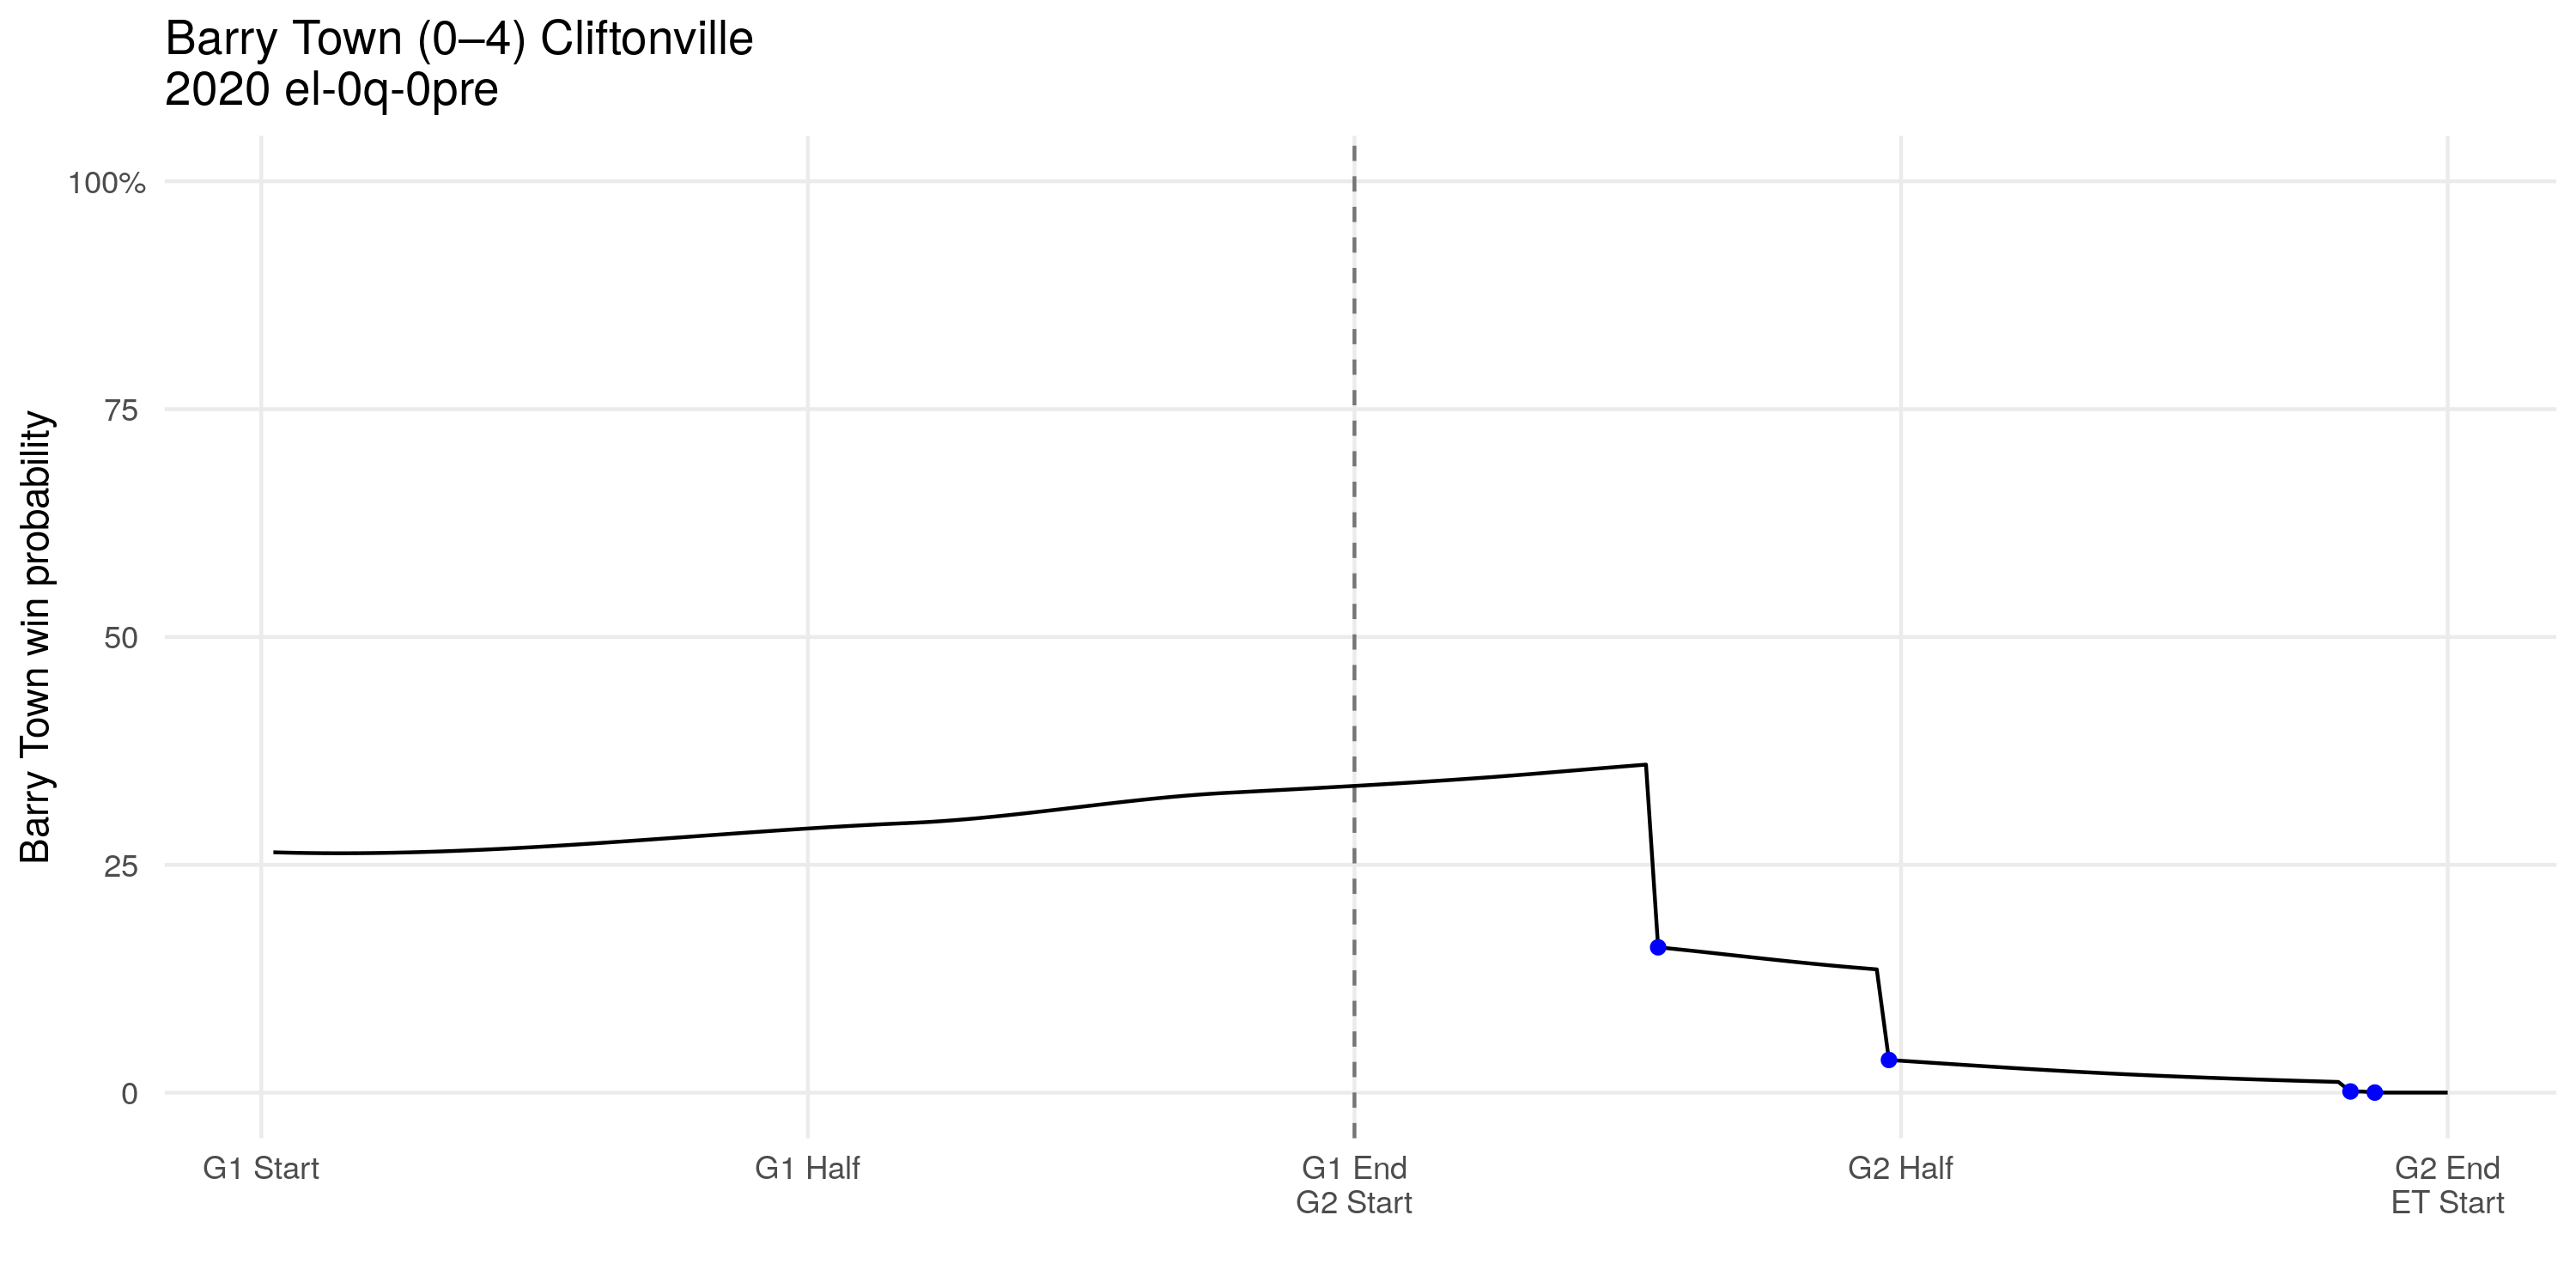 Barry Town (0–4) Cliftonville
2020 el-0q-0pre
Barry Town win probability
100%
75
50
25
0
G1 Start
G1 Half
G1 End
G2 Start
G2 Half
G2 End
ET Start